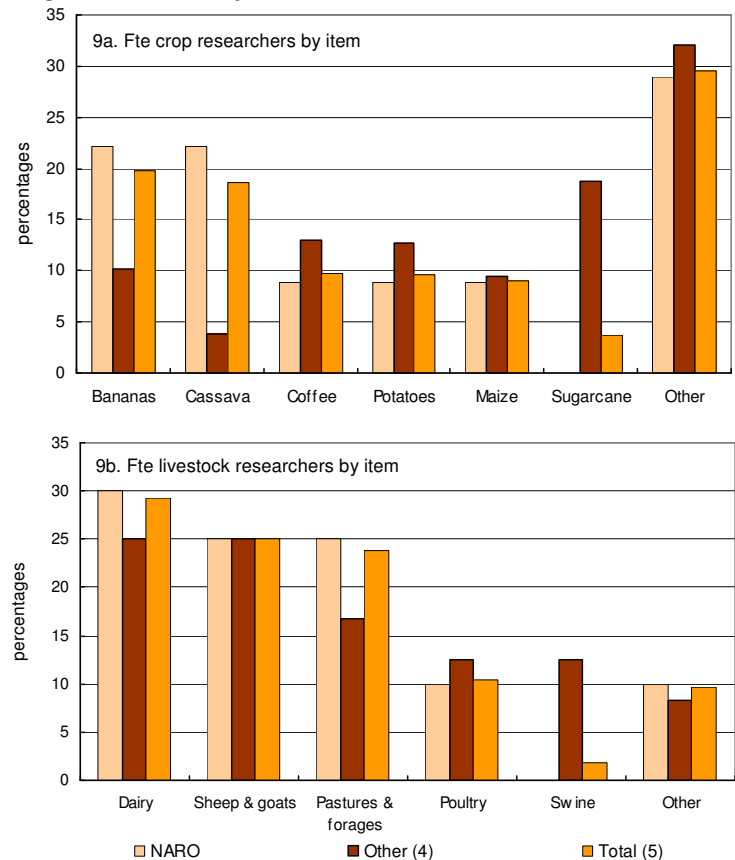 35
9a. Fte crop researchers by item
30
25
20
15
10
5
0
percentages
Bananas Cassava Coffee Potatoes Maize Sugarcane Other
35
9b. Fte livestock researchers by item
30
25
20
15
10
5
0
percentages
Dairy Sheep & goats Pastures & forages Poultry Swine Other
NARO Other (4) Total (5)